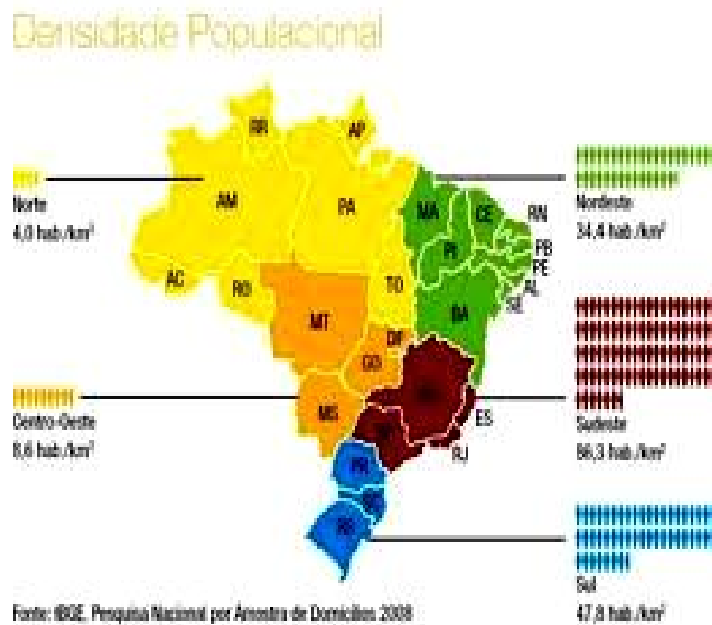 Densidade Populacional
RR
AP
Norte
4,0 hab./km²
AM
PA
MA
CE
RN
Nordeste
34,4 hab./km²
PI
PB
PE
AC
RO
TO
AL
SE
MT
BA
DF
GO
Centro-Oeste
8,6 hab./km²
MS
ES
Sudeste
86,3 hab./km²
RJ
PR
SC
RS
Sul
47,8 hab./km²
Fonte: IBGE, Pesquisa Nacional por Amostra de Domicílios 2008